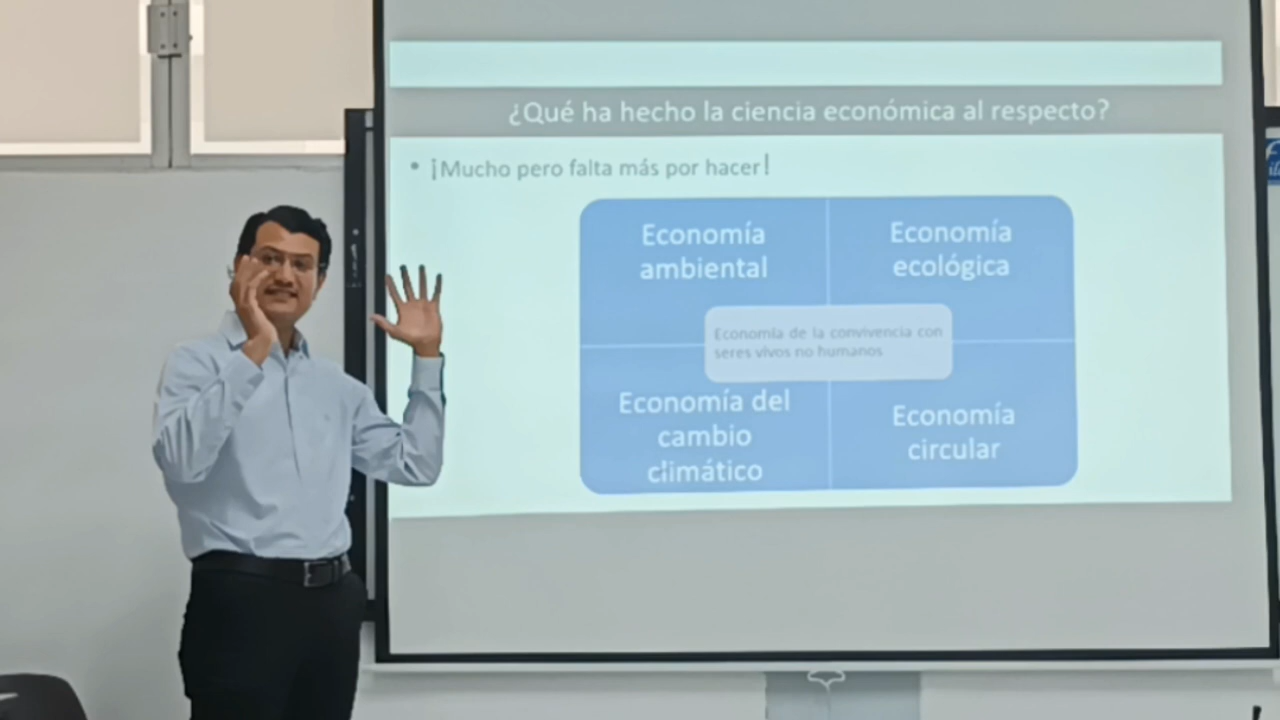 ¿Qué ha hecho la ciencia económica al respecto?
• ¡Mucho pero falta más por hacer!
Economía
ambiental
Economía
ecológica
Economía de la convivencia con
seres vivos no humanos
Economía del
cambio
climático
Economía
circular